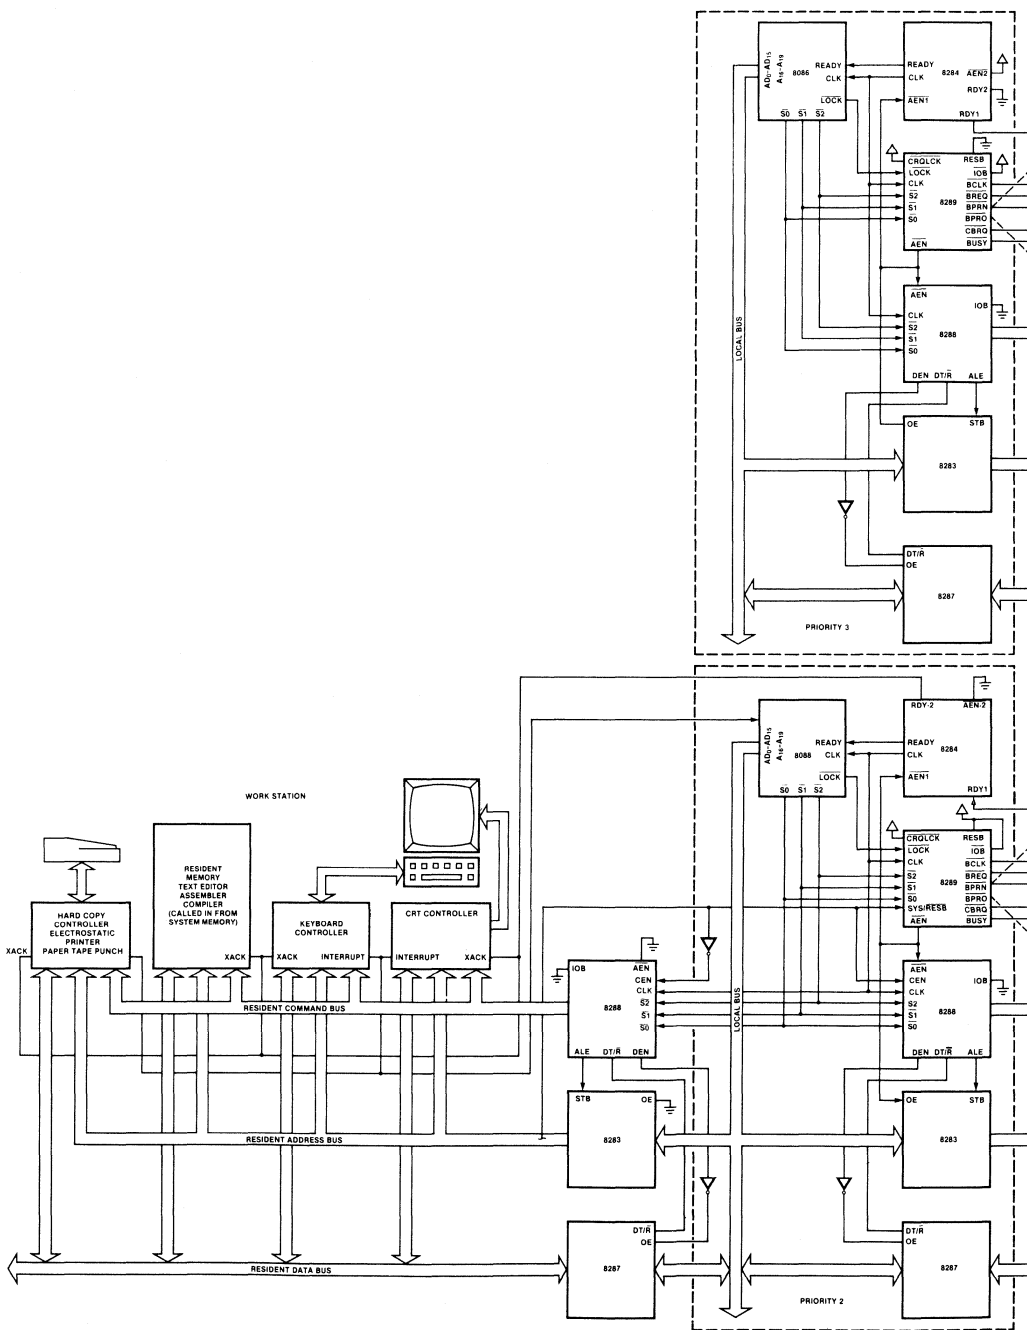 AD0-AD15
A16-A19
8086
READY
CLK
LOCK
S0 S1 S2
READY
CLK
8284
AEN2
RDY2
AEN1
RDY1
CRQLCK
RESB
LOCK
IOB
CLK
BCLK
S2
BREQ
S1
8289
BPRN
S0
BPRO
CBRQ
AEN
BUSY
AEN
IOB
CLK
S2
S1
8288
S0
DEN DT/R ALE
LOCAL BUS
OE
STB
8283
DT/R
OE
8287
PRIORITY 3
RDY-2
AEN-2
AD0-AD15
A16-A19
8088
READY
CLK
LOCK
S0 S1 S2
READY
CLK
8284
AEN1
RDY1
CRQLCK
RESB
LOCK
IOB
CLK
BCLK
S2
BREQ
S1
8289
BPRN
S0
BPRO
SYS/RESB
CBRQ
AEN
BUSY
WORK STATION
HARD COPY
CONTROLLER
ELECTROSTATIC
PRINTER
PAPER TAPE PUNCH
XACK
RESIDENT
MEMORY
TEXT EDITOR
ASSEMBLER
COMPILER
(CALLED IN FROM
SYSTEM MEMORY)
XACK
KEYBOARD
CONTROLLER
XACK INTERRUPT
CRT CONTROLLER
INTERRUPT XACK
IOB
AEN
CEN
CLK
S2
8288
S1
S0
ALE DT/R DEN
LOCAL BUS
AEN
CEN
IOB
CLK
S2
S1
8288
S0
DEN DT/R ALE
RESIDENT COMMAND BUS
STB
OE
8283
OE
STB
8283
RESIDENT ADDRESS BUS
DT/R
OE
8287
DT/R
OE
8287
RESIDENT DATA BUS
PRIORITY 2